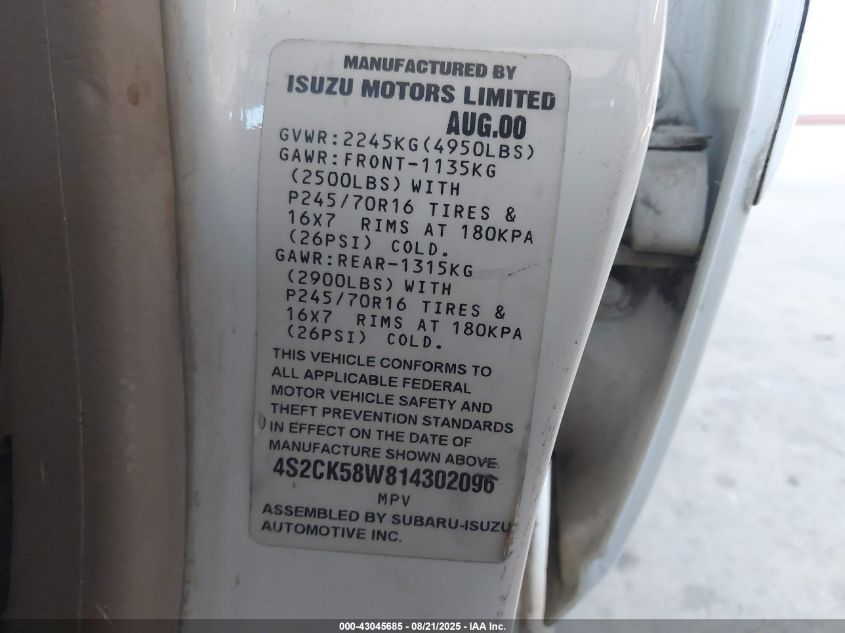 MANUFACTURED BY
ISUZU MOTORS LIMITED
AUG.00
GVWR:2245KG(4950LBS)
GAWR:FRONT-1135KG
(2500LBS) WITH
P245/70R16 TIRES &
16X7 RIMS AT 180KPA
(26PSI) COLD.
GAWR:REAR-1315KG
(2900LBS) WITH
P245/70R16 TIRES &
16X7 RIMS AT 180KPA
(26PSI) COLD.
THIS VEHICLE CONFORMS TO
ALL APPLICABLE FEDERAL
MOTOR VEHICLE SAFETY AND
THEFT PREVENTION STANDARDS
IN EFFECT ON THE DATE OF
MANUFACTURE SHOWN ABOVE.
4S2CK58W814302096
MPV
ASSEMBLED BY SUBARU-ISUZU
AUTOMOTIVE INC.
000-43045685 - 08/21/2025 - IAA Inc.